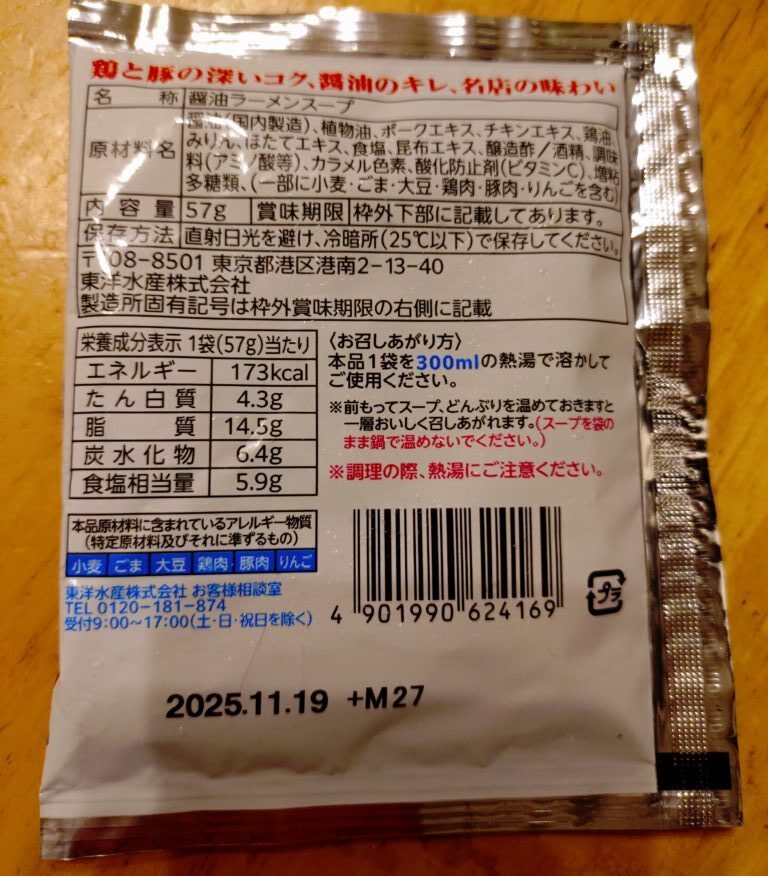 鶏と豚の深いコク、醤油のキレ、名店の味わい
名称 醤油ラーメンスープ
原材料名 醤油(国内製造)、植物油、ポークエキス、チキンエキス、鶏油、
みりん、ほたてエキス、食塩、昆布エキス、醸造酢/酒精、調味
料(アミノ酸等)、カラメル色素、酸化防止剤(ビタミンC)、増粘
多糖類、(一部に小麦・ごま・大豆・鶏肉・豚肉・りんごを含む)
内容量 57g 賞味期限 枠外下部に記載してあります。
保存方法 直射日光を避け、冷暗所(25℃以下)で保存してください。
〒108-8501 東京都港区港南2-13-40
東洋水産株式会社
製造所固有記号は枠外賞味期限の右側に記載
栄養成分表示 1袋(57g)当たり
エネルギー 173kcal
たん白質 4.3g
脂質 14.5g
炭水化物 6.4g
食塩相当量 5.9g
〈お召しあがり方〉
本品1袋を300mlの熱湯で溶かして
ご使用ください。
※前もってスープ、どんぶりを温めておきますと
一層おいしく召しあがれます。(スープを袋の
まま鍋で温めないでください。)
※調理の際、熱湯にご注意ください。
本品原材料に含まれているアレルギー物質
(特定原材料及びそれに準ずるもの)
小麦 ごま 大豆 鶏肉 豚肉 りんご
東洋水産株式会社 お客様相談室
TEL 0120-181-874
受付9:00〜17:00(土・日・祝日を除く)
4 901990 624169
プラ
2025.11.19 +M27